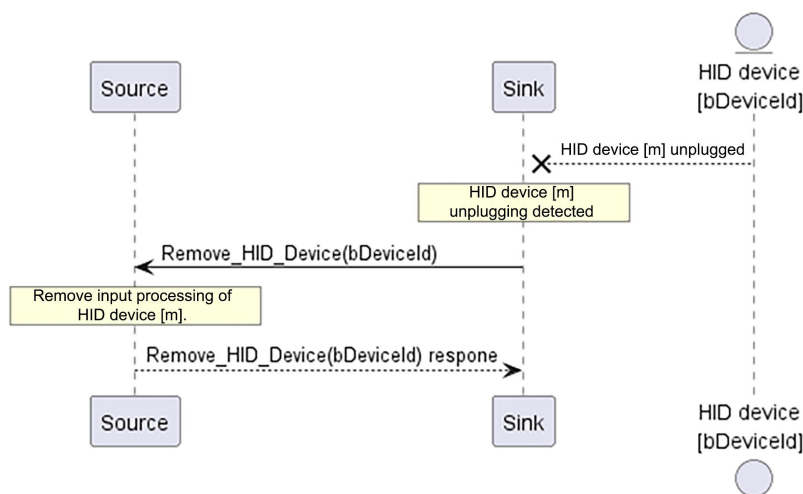 Source
Sink
HID device
[bDeviceId]
HID device [m] unplugged
HID device [m]
unplugging detected
Remove_HID_Device(bDeviceId)
Remove input processing of
HID device [m].
Remove_HID_Device(bDeviceId) respone
Source
Sink
HID device
[bDeviceId]